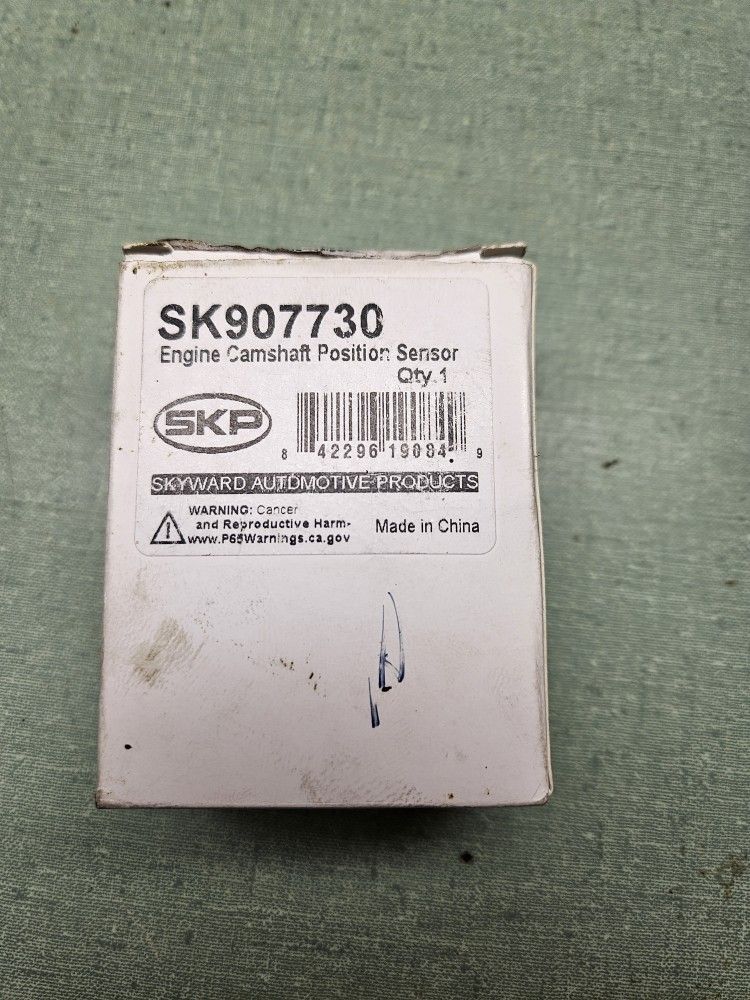 SK907730
Engine Camshaft Position Sensor
Qty.1
SKP
8 42296 19084 9
SKYWARD AUTOMOTIVE PRODUCTS
WARNING: Cancer
and Reproductive Harm-
www.P65Warnings.ca.gov
Made in China